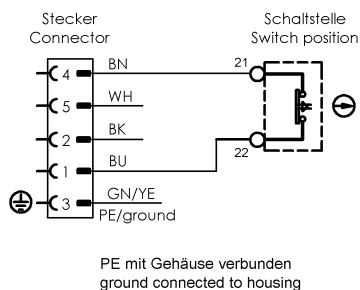 Stecker
Connector
Schaltstelle
Switch position
4 BN 21
5 WH
2 BK
1 BU 22
3 GN/YE
PE/ground
PE mit Gehäuse verbunden
ground connected to housing